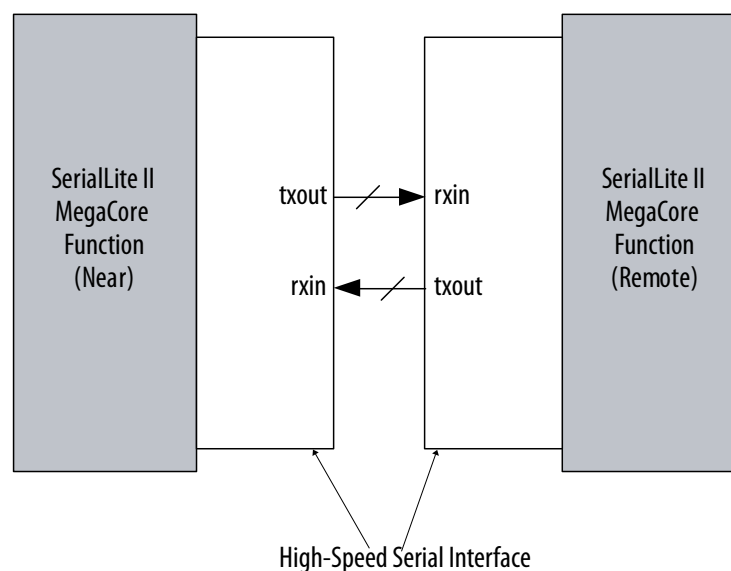 SerialLite II
MegaCore
Function
(Near)
txout
rxin
rxin
txout
SerialLite II
MegaCore
Function
(Remote)
High-Speed Serial Interface